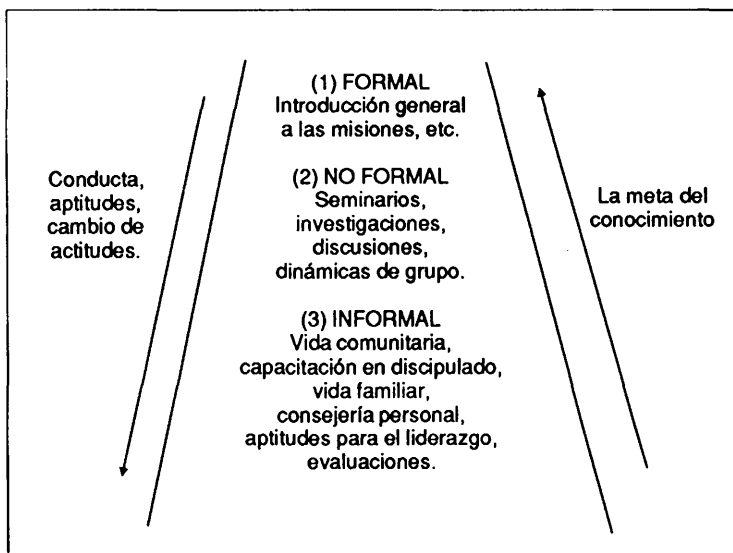 (1) FORMAL
Introducción general
a las misiones, etc.
(2) NO FORMAL
Seminarios,
investigaciones,
discusiones,
dinámicas de grupo.
(3) INFORMAL
Vida comunitaria,
capacitación en discipulado,
vida familiar,
consejería personal,
aptitudes para el liderazgo,
evaluaciones.
Conducta,
aptitudes,
cambio de
actitudes.
La meta del
conocimiento